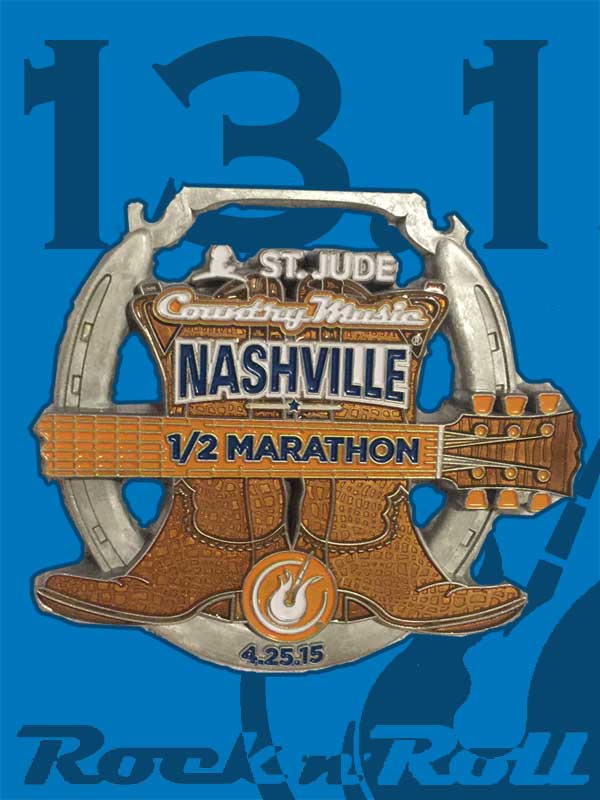 13.1
ST. JUDE
Country Music
NASHVILLE
1/2 MARATHON
4.25.15
Rock n Roll